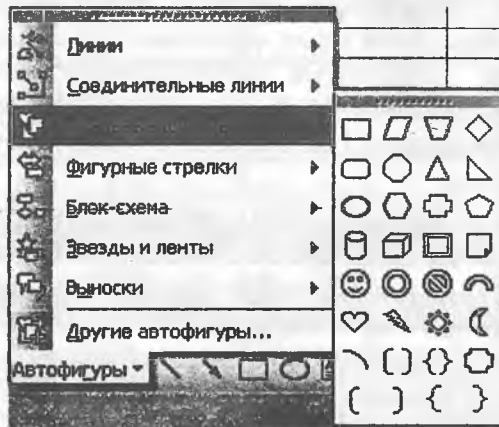 Линии
Соединительные линии
Фигурные стрелки
Блок-схема
Звезды и ленты
Выноски
Другие автофигуры...
Автофигуры